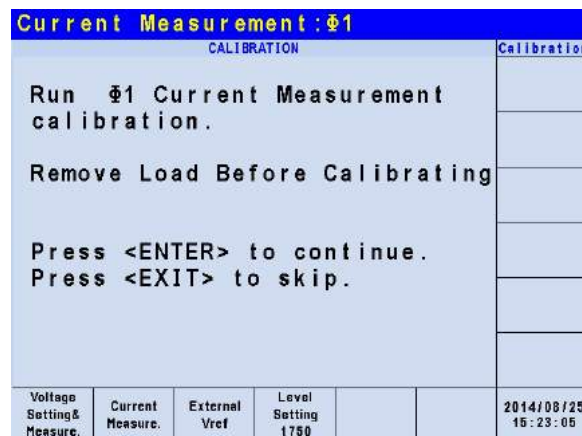 Current Measurement:Φ1
CALIBRATION
Calibration
Run Φ1 Current Measurement
calibration.
Remove Load Before Calibrating
Press <ENTER> to continue.
Press <EXIT> to skip.
Voltage
Setting&
Measure.
Current
Measure.
External
Vref
Level
Setting
1750
2014/08/25
15:23:05